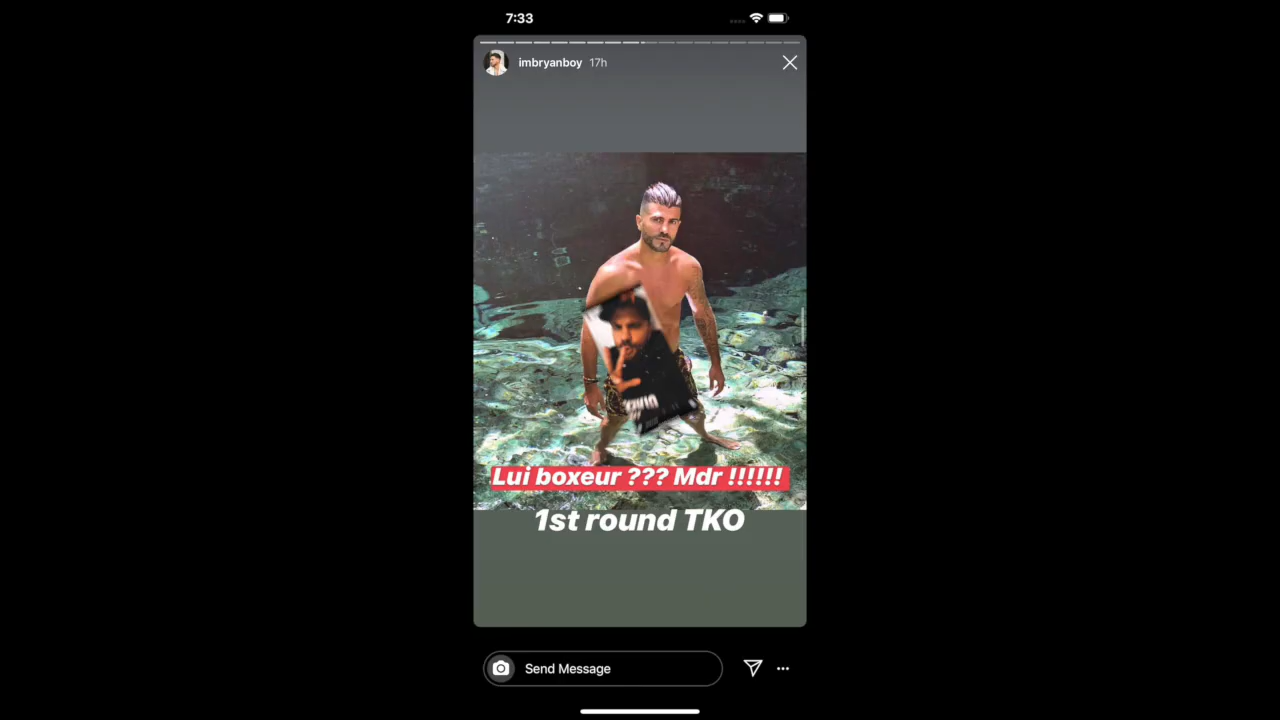 7:33
imbryanboy 17h
Lui boxeur ??? Mdr !!!!!!
1st round TKO
Send Message